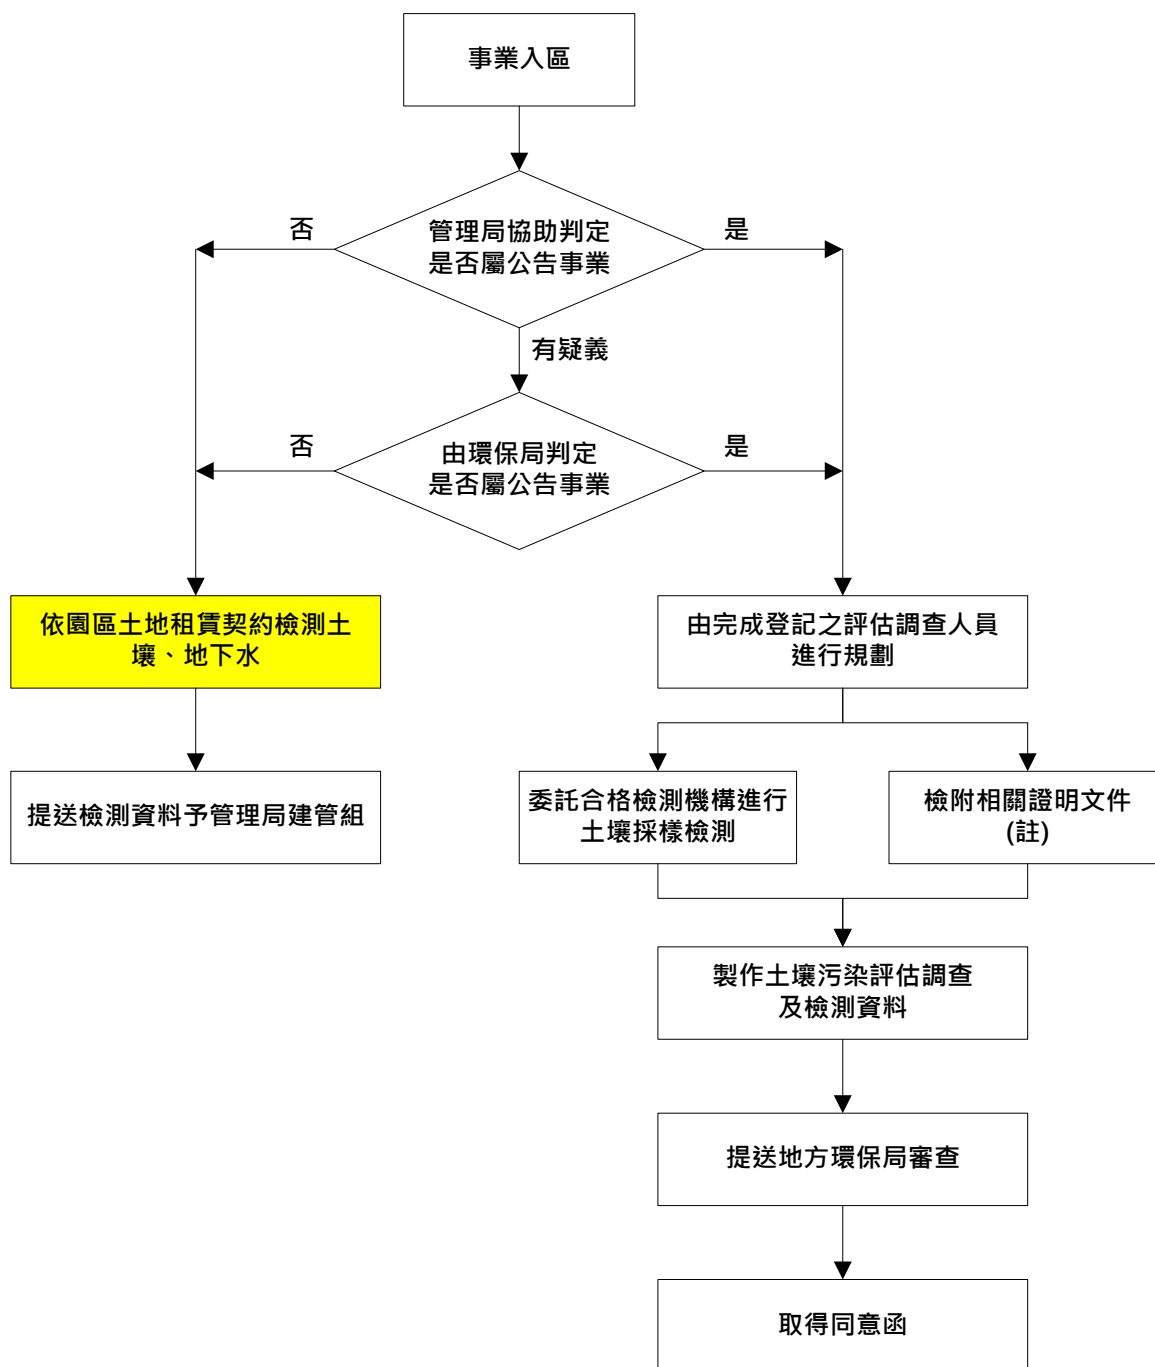 事業入區
否
管理局協助判定
是否屬公告事業
是
有疑義
否
由環保局判定
是否屬公告事業
是
依園區土地租賃契約檢測土
壤、地下水
由完成登記之評估調查人員
進行規劃
提送檢測資料予管理局建管組
委託合格檢測機構進行
土壤採樣檢測
檢附相關證明文件
(註)
製作土壤污染評估調查
及檢測資料
提送地方環保局審查
取得同意函